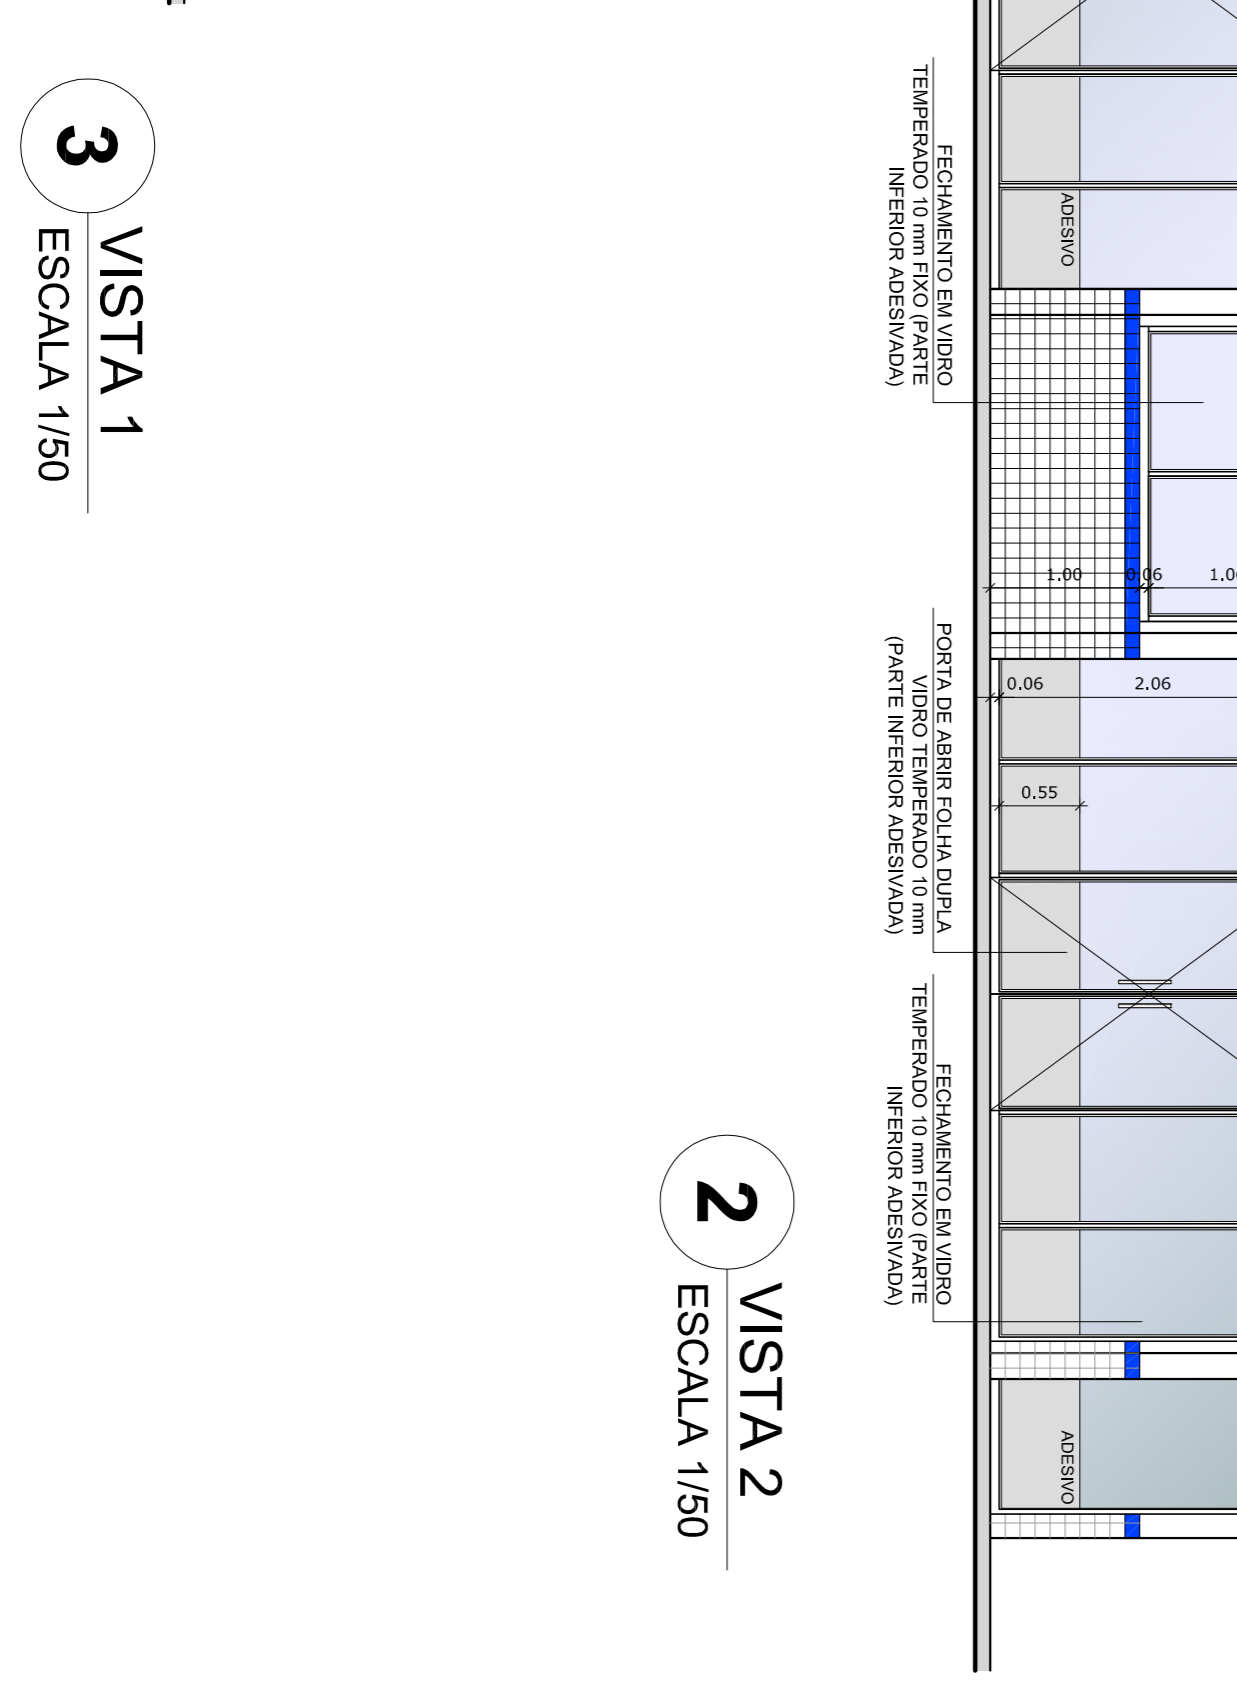 ADESIVO
1.00
0.06
0.06
2.06
0.55
ADESIVO
FECHAMENTO EM VIDRO
TEMPERADO 10 mm FIXO (PARTE
INFERIOR ADESIVADA)
PORTA DE ABRIR FOLHA DUPLA
VIDRO TEMPERADO 10 mm
(PARTE INFERIOR ADESIVADA)
FECHAMENTO EM VIDRO
TEMPERADO 10 mm FIXO (PARTE
INFERIOR ADESIVADA)
2
VISTA 2
ESCALA 1/50
3
VISTA 1
ESCALA 1/50